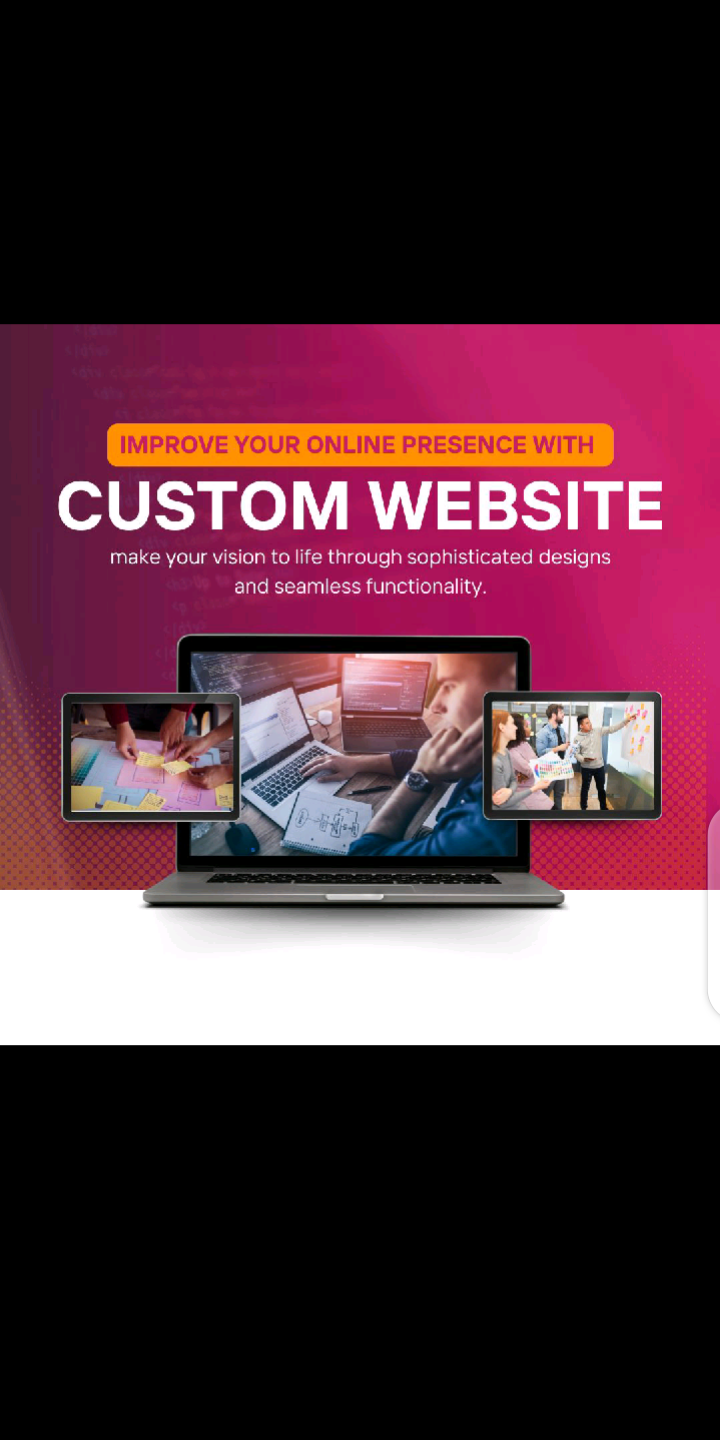 IMPROVE YOUR ONLINE PRESENCE WITH
CUSTOM WEBSITE
make your vision to life through sophisticated designs
and seamless functionality.